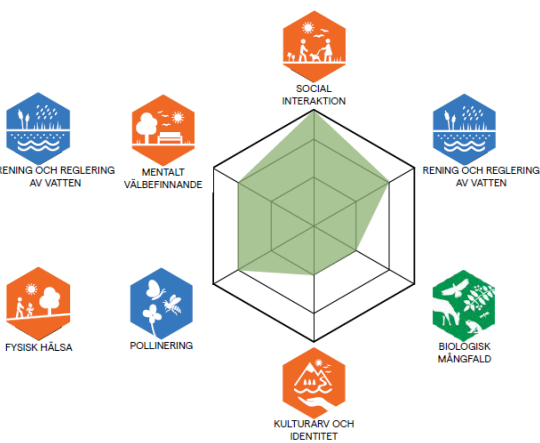 SOCIAL
INTERAKTION
RENING OCH REGLERING
AV VATTEN
MENTALT
VÄLBEFINNANDE
RENING OCH REGLERING
AV VATTEN
FYSISK HÄLSA
POLLINERING
BIOLOGISK
MÅNGFALD
KULTURARV OCH
IDENTITET